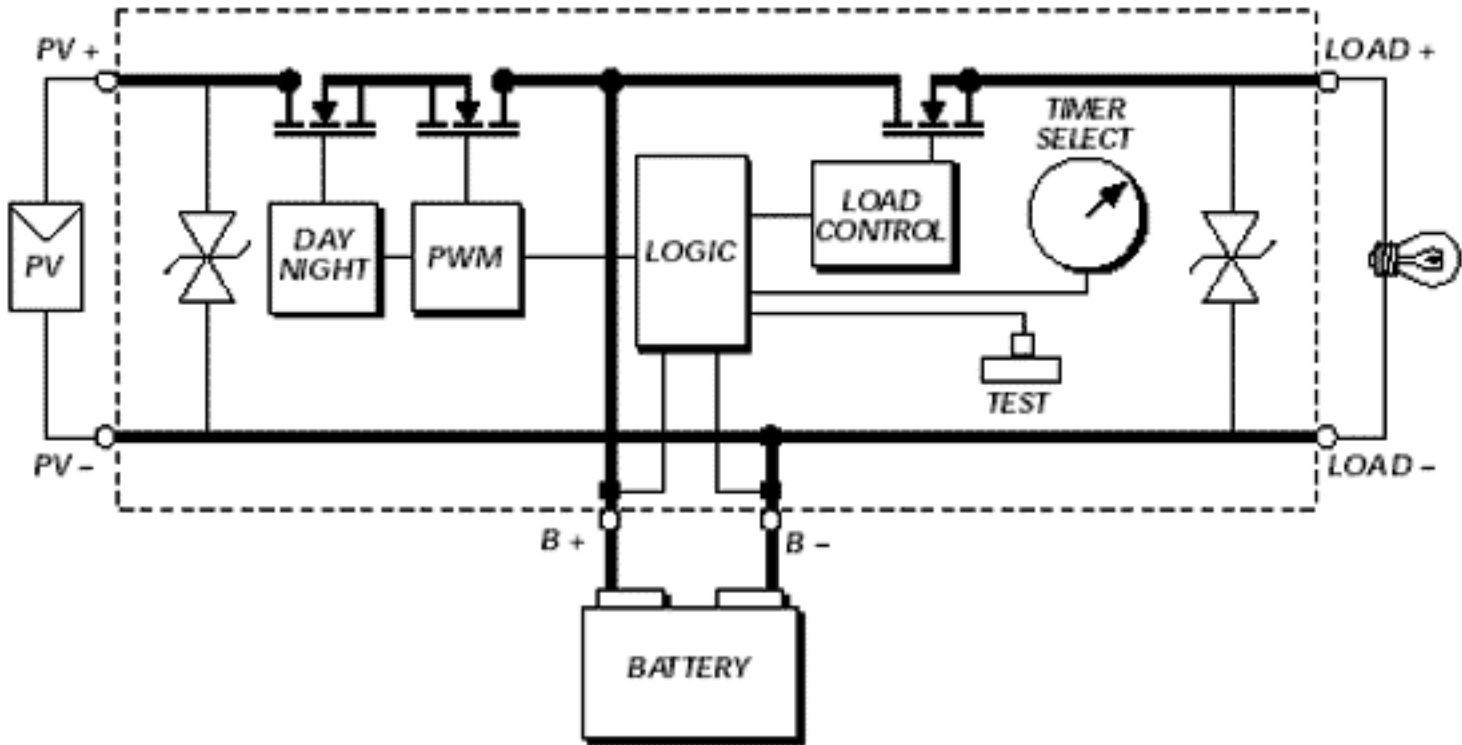 PV +
LOAD +
TIMER
SELECT
PV
DAY
NIGHT
PWM
LOGIC
LOAD
CONTROL
TEST
PV –
LOAD –
B +
B –
BATTERY